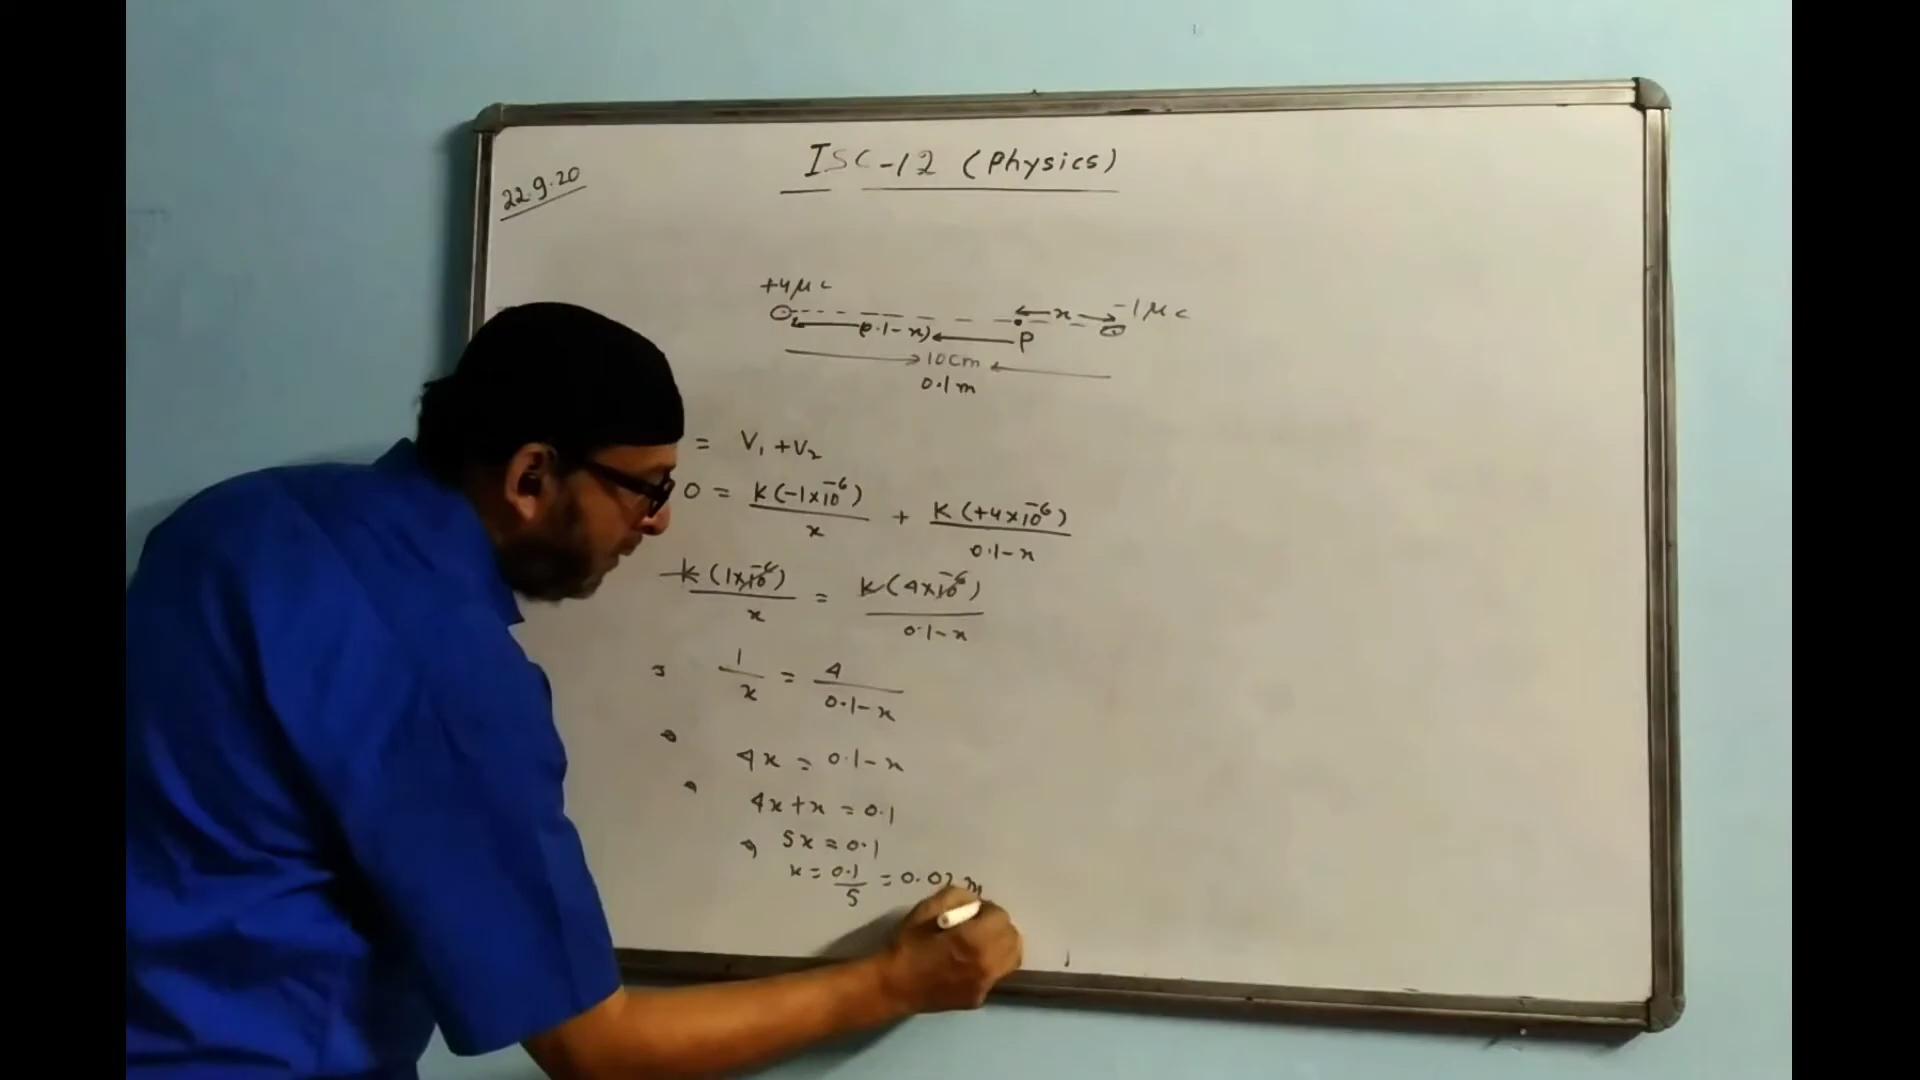 22.9.20
ISC-12 (Physics)
+4μc
-1μc
x
(0.1-x)
P
10cm
0.1m
= V₁ + V₂
0 = K(-1×10⁻⁶)/x + K(+4×10⁻⁶)/0.1-x
K(1×10⁻⁶)/x = K(4×10⁻⁶)/0.1-x
⇒ 1/x = 4/0.1-x
⇒ 4x = 0.1-x
⇒ 4x+x = 0.1
⇒ 5x = 0.1
x = 0.1/5 = 0.02 m